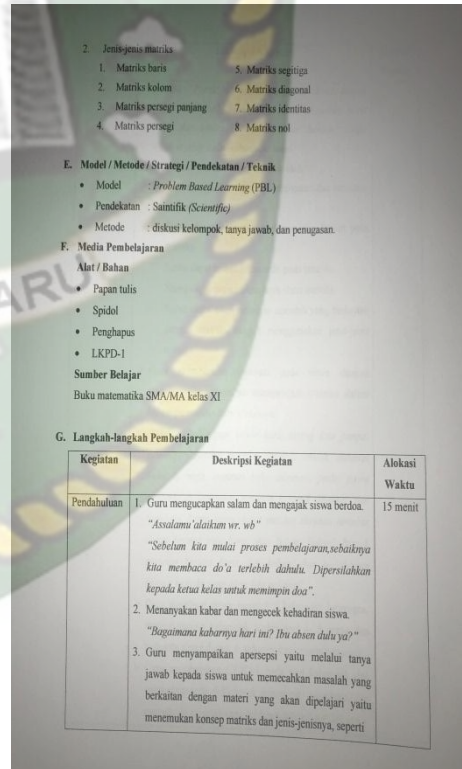 2. Jenis-jenis matriks
1. Matriks baris
2. Matriks kolom
3. Matriks persegi panjang
4. Matriks persegi
5. Matriks segitiga
6. Matriks diagonal
7. Matriks identitas
8. Matriks nol
E. Model / Metode / Strategi / Pendekatan / Teknik
• Model : Problem Based Learning (PBL)
• Pendekatan : Saintifik (Scientific)
• Metode : diskusi kelompok, tanya jawab, dan penugasan.
F. Media Pembelajaran
Alat / Bahan
• Papan tulis
• Spidol
• Penghapus
• LKPD-1
Sumber Belajar
Buku matematika SMA/MA kelas XI
G. Langkah-langkah Pembelajaran
Kegiatan
Deskripsi Kegiatan
Alokasi
Waktu
Pendahuluan
1. Guru mengucapkan salam dan mengajak siswa berdoa.
"Assalamu'alaikum wr. wb"
"Sebelum kita mulai proses pembelajaran,sebaiknya
kita membaca do'a terlebih dahulu. Dipersilahkan
kepada ketua kelas untuk memimpin doa".
2. Menanyakan kabar dan mengecek kehadiran siswa.
"Bagaimana kabarnya hari ini? Ibu absen dulu ya?"
3. Guru menyampaikan apersepsi yaitu melalui tanya
jawab kepada siswa untuk memecahkan masalah yang
berkaitan dengan materi yang akan dipelajari yaitu
menemukan konsep matriks dan jenis-jenisnya, seperti
15 menit
ARU